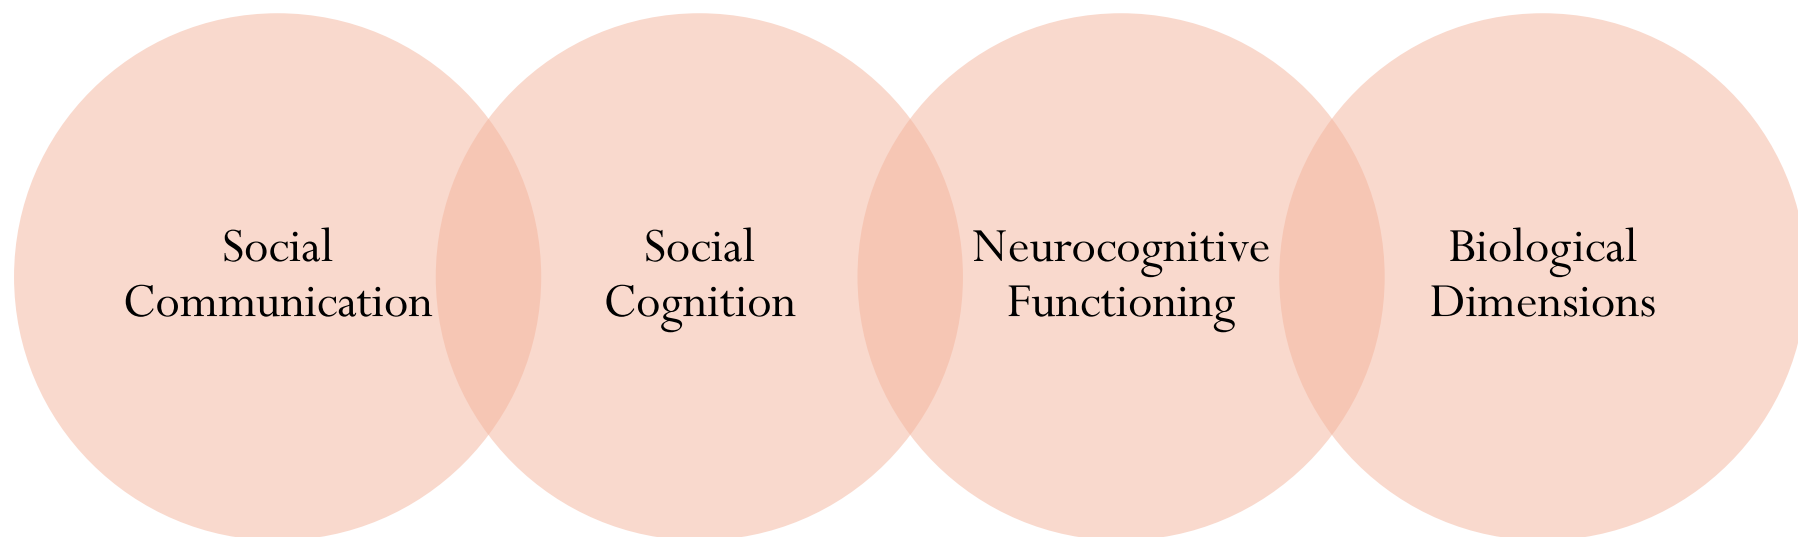 Social
Communication
Social
Cognition
Neurocognitive
Functioning
Biological
Dimensions